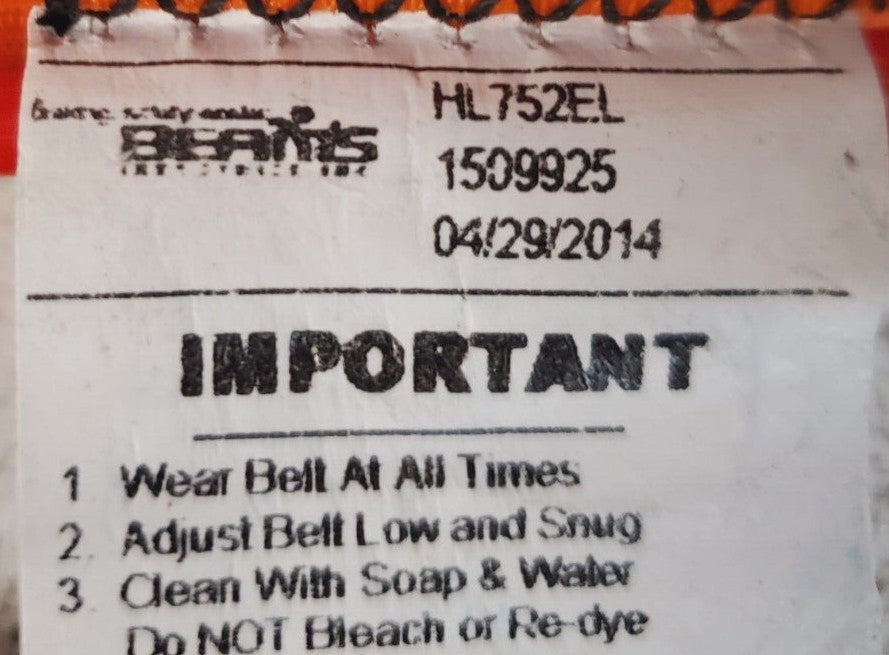 BEAMS
HL752EL
1509925
04/29/2014
IMPORTANT
1 Wear Belt At All Times
2. Adjust Belt Low and Snug
3 Clean With Soap & Water
Do NOT Bleach or Re-dye